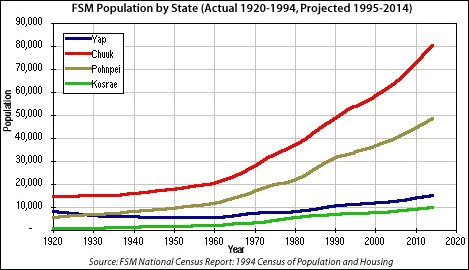 FSM Population by State (Actual 1920-1994, Projected 1995-2014)
90,000
80,000
70,000
60,000
50,000
40,000
30,000
20,000
10,000
-
Population
Yap
Chuuk
Pohnpei
Kosrae
1920 1930 1940 1950 1960 1970 1980 1990 2000 2010 2020
Year
Source: FSM National Census Report: 1994 Census of Population and Housing